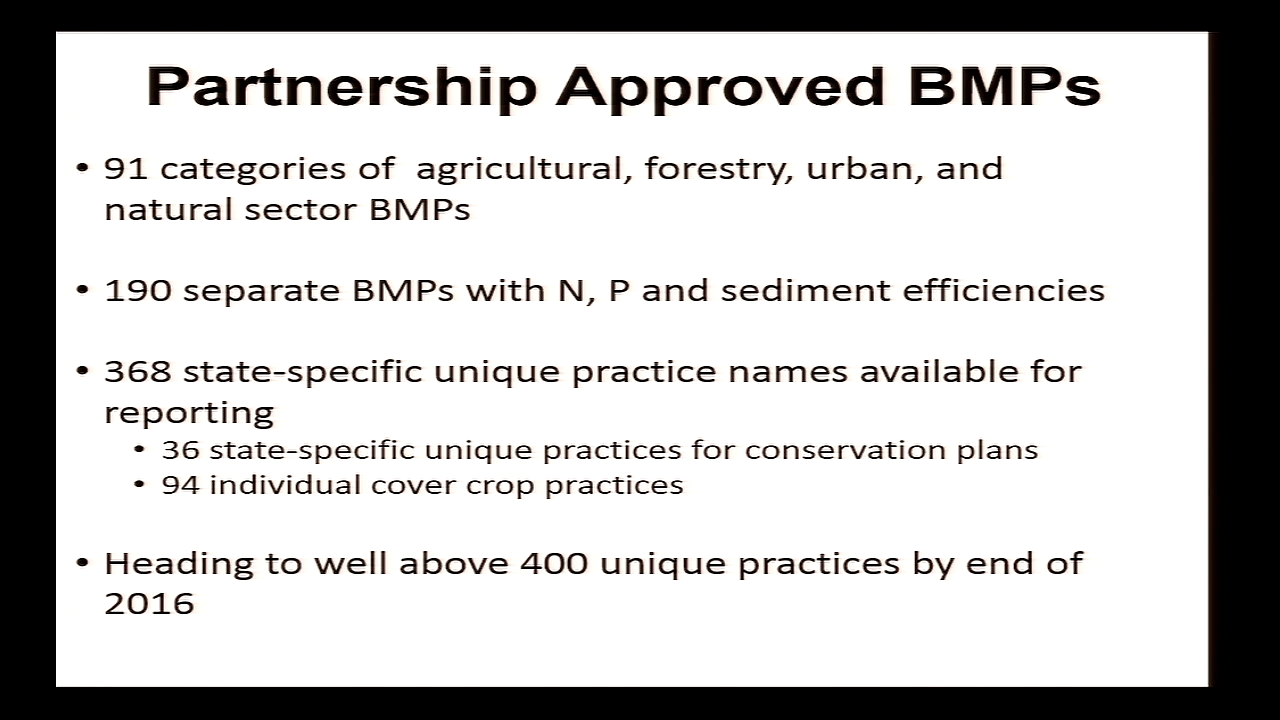 Partnership Approved BMPs
• 91 categories of agricultural, forestry, urban, and
natural sector BMPs
• 190 separate BMPs with N, P and sediment efficiencies
• 368 state-specific unique practice names available for
reporting
• 36 state-specific unique practices for conservation plans
• 94 individual cover crop practices
• Heading to well above 400 unique practices by end of
2016